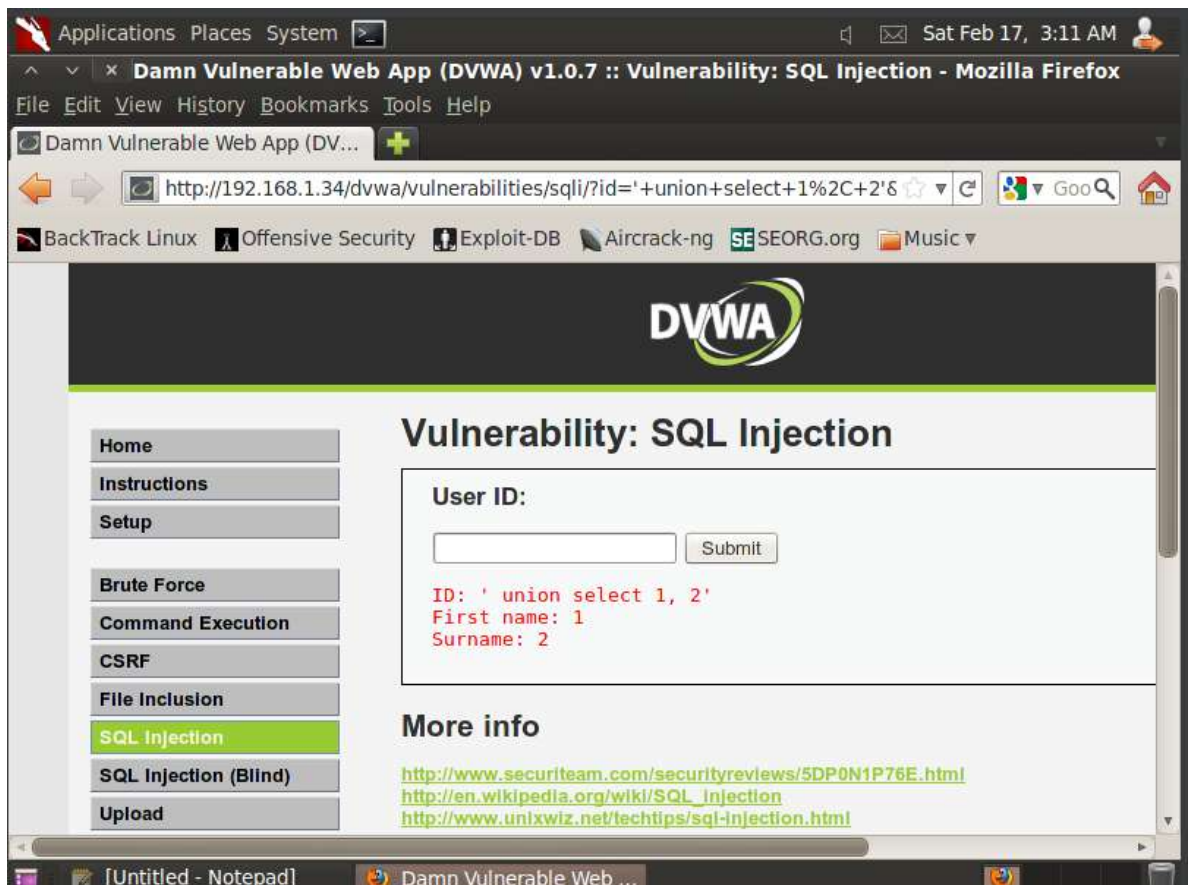 Applications Places System Sat Feb 17, 3:11 AM
Damn Vulnerable Web App (DVWA) v1.0.7 :: Vulnerability: SQL Injection - Mozilla Firefox
File Edit View History Bookmarks Tools Help
Damn Vulnerable Web App (DV...
http://192.168.1.34/dvwa/vulnerabilities/sqli/?id='+union+select+1%2C+2'& Goo
BackTrack Linux Offensive Security Exploit-DB Aircrack-ng SE SEORG.org Music
DVWA
Home
Instructions
Setup
Brute Force
Command Execution
CSRF
File Inclusion
SQL Injection
SQL Injection (Blind)
Upload
Vulnerability: SQL Injection
User ID:
Submit
ID: ' union select 1, 2'
First name: 1
Surname: 2
More info
http://www.securiteam.com/securityreviews/5DP0N1P76E.html
http://en.wikipedia.org/wiki/SQL_injection
http://www.unixwiz.net/techtips/sql-injection.html
[Untitled - Notepad] Damn Vulnerable Web ...